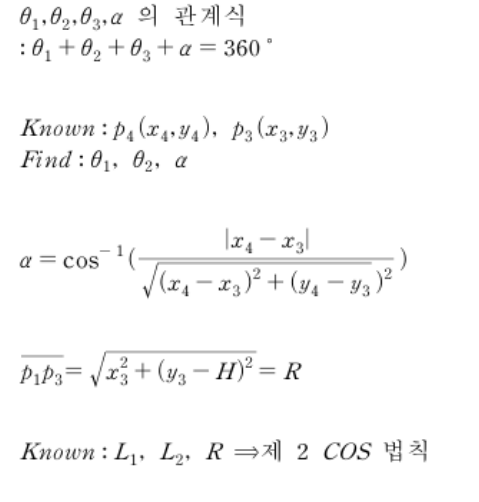 θ₁,θ₂,θ₃,α 의 관계식
: θ₁ + θ₂ + θ₃ + α = 360°
Known : p₄(x₄,y₄), p₃(x₃,y₃)
Find : θ₁, θ₂, α
α = cos⁻¹(|x₄ − x₃| / √((x₄ − x₃)² + (y₄ − y₃)²))
p̅₁p̅₃ = √(x₃² + (y₃ − H)²) = R
Known : L₁, L₂, R ⟹ 제 2 COS 법칙